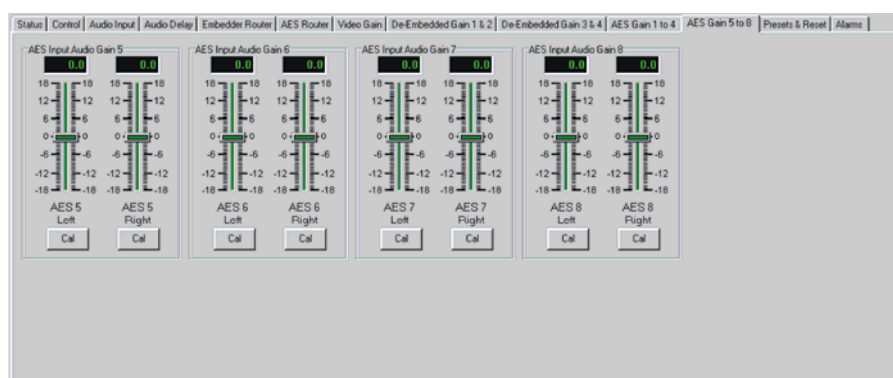 Status Control Audio Input Audio Delay Embedder Router AES Router Video Gain De-Embedded Gain 1 & 2 De-Embedded Gain 3 & 4 AES Gain 1 to 4 AES Gain 5 to 8 Presets & Reset Alarms
AES Input Audio Gain 5 AES Input Audio Gain 6 AES Input Audio Gain 7 AES Input Audio Gain 8
0.0 0.0 0.0 0.0 0.0 0.0 0.0 0.0
18 18 18 18 18 18 18 18 18 18 18 18 18 18 18 18
12 12 12 12 12 12 12 12 12 12 12 12 12 12 12 12
6 6 6 6 6 6 6 6 6 6 6 6 6 6 6 6
0 0 0 0 0 0 0 0 0 0 0 0 0 0 0 0
-6 -6 -6 -6 -6 -6 -6 -6 -6 -6 -6 -6 -6 -6 -6 -6
-12 -12 -12 -12 -12 -12 -12 -12 -12 -12 -12 -12 -12 -12 -12 -12
-18 -18 -18 -18 -18 -18 -18 -18 -18 -18 -18 -18 -18 -18 -18 -18
AES 5 AES 5 AES 6 AES 6 AES 7 AES 7 AES 8 AES 8
Left Right Left Right Left Right Left Right
Cal Cal Cal Cal Cal Cal Cal Cal